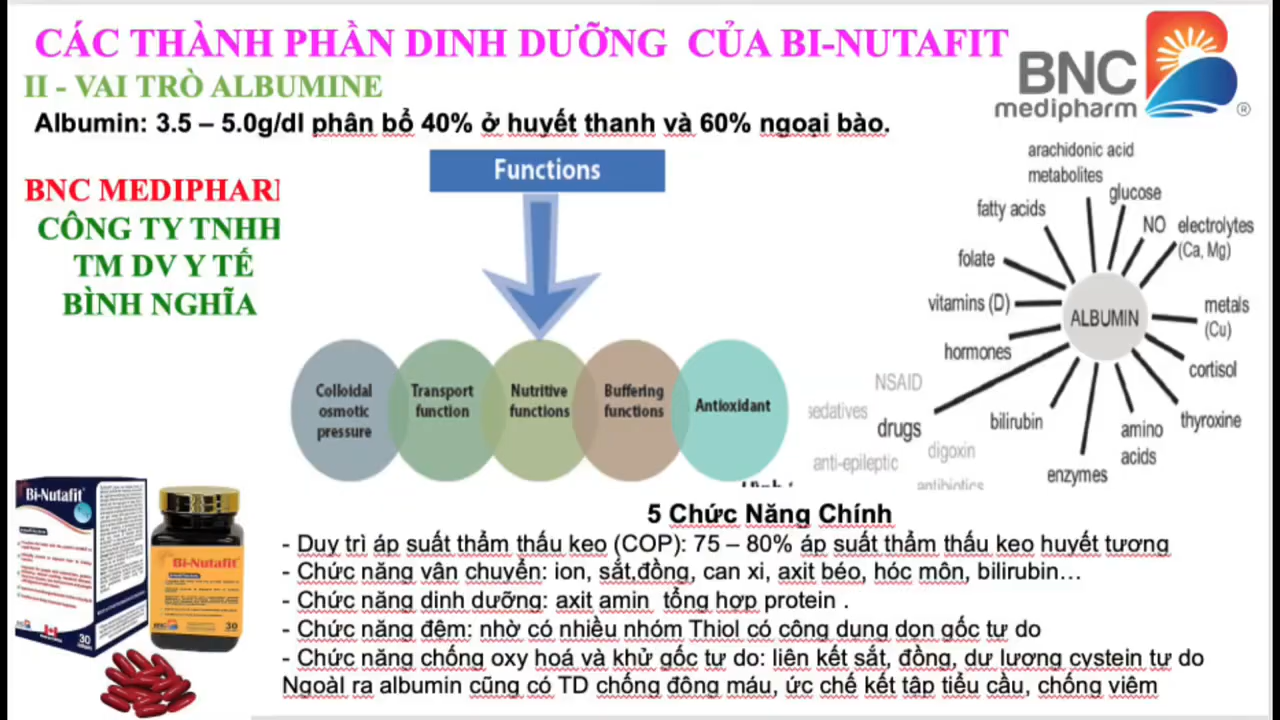 CÁC THÀNH PHẦN DINH DƯỠNG CỦA BI-NUTAFIT
II - VAI TRÒ ALBUMINE
Albumin: 3.5 – 5.0g/dl phân bổ 40% ở huyết thanh và 60% ngoại bào.
BNC
medipharm
®
BNC MEDIPHAR
CÔNG TY TNHH
TM DV Y TẾ
BÌNH NGHĨA
Functions
Colloidal
osmotic
pressure
Transport
function
Nutritive
functions
Buffering
functions
Antioxidant
arachidonic acid
metabolites
glucose
fatty acids
NO
electrolytes
(Ca, Mg)
folate
vitamins (D)
ALBUMIN
metals
(Cu)
hormones
cortisol
NSAID
sedatives
drugs
bilirubin
thyroxine
amino
acids
digoxin
anti-epileptic
enzymes
antibiotics
5 Chức Năng Chính
- Duy trì áp suất thẩm thấu keo (COP): 75 – 80% áp suất thẩm thấu keo huyết tương
- Chức năng vận chuyển: ion, sắt.đồng, can xi, axit béo, hóc môn, bilirubin…
- Chức năng dinh dưỡng: axit amin tổng hợp protein .
- Chức năng đệm: nhờ có nhiều nhóm Thiol có công dụng dọn gốc tự do
- Chức năng chống oxy hoá và khử gốc tự do: liên kết sắt, đồng, dư lượng cystein tự do
Ngoài ra albumin cũng có TD chống đông máu, ức chế kết tập tiểu cầu, chống viêm
Bi-Nutafit
30
Bi-Nutafit
BNC
30